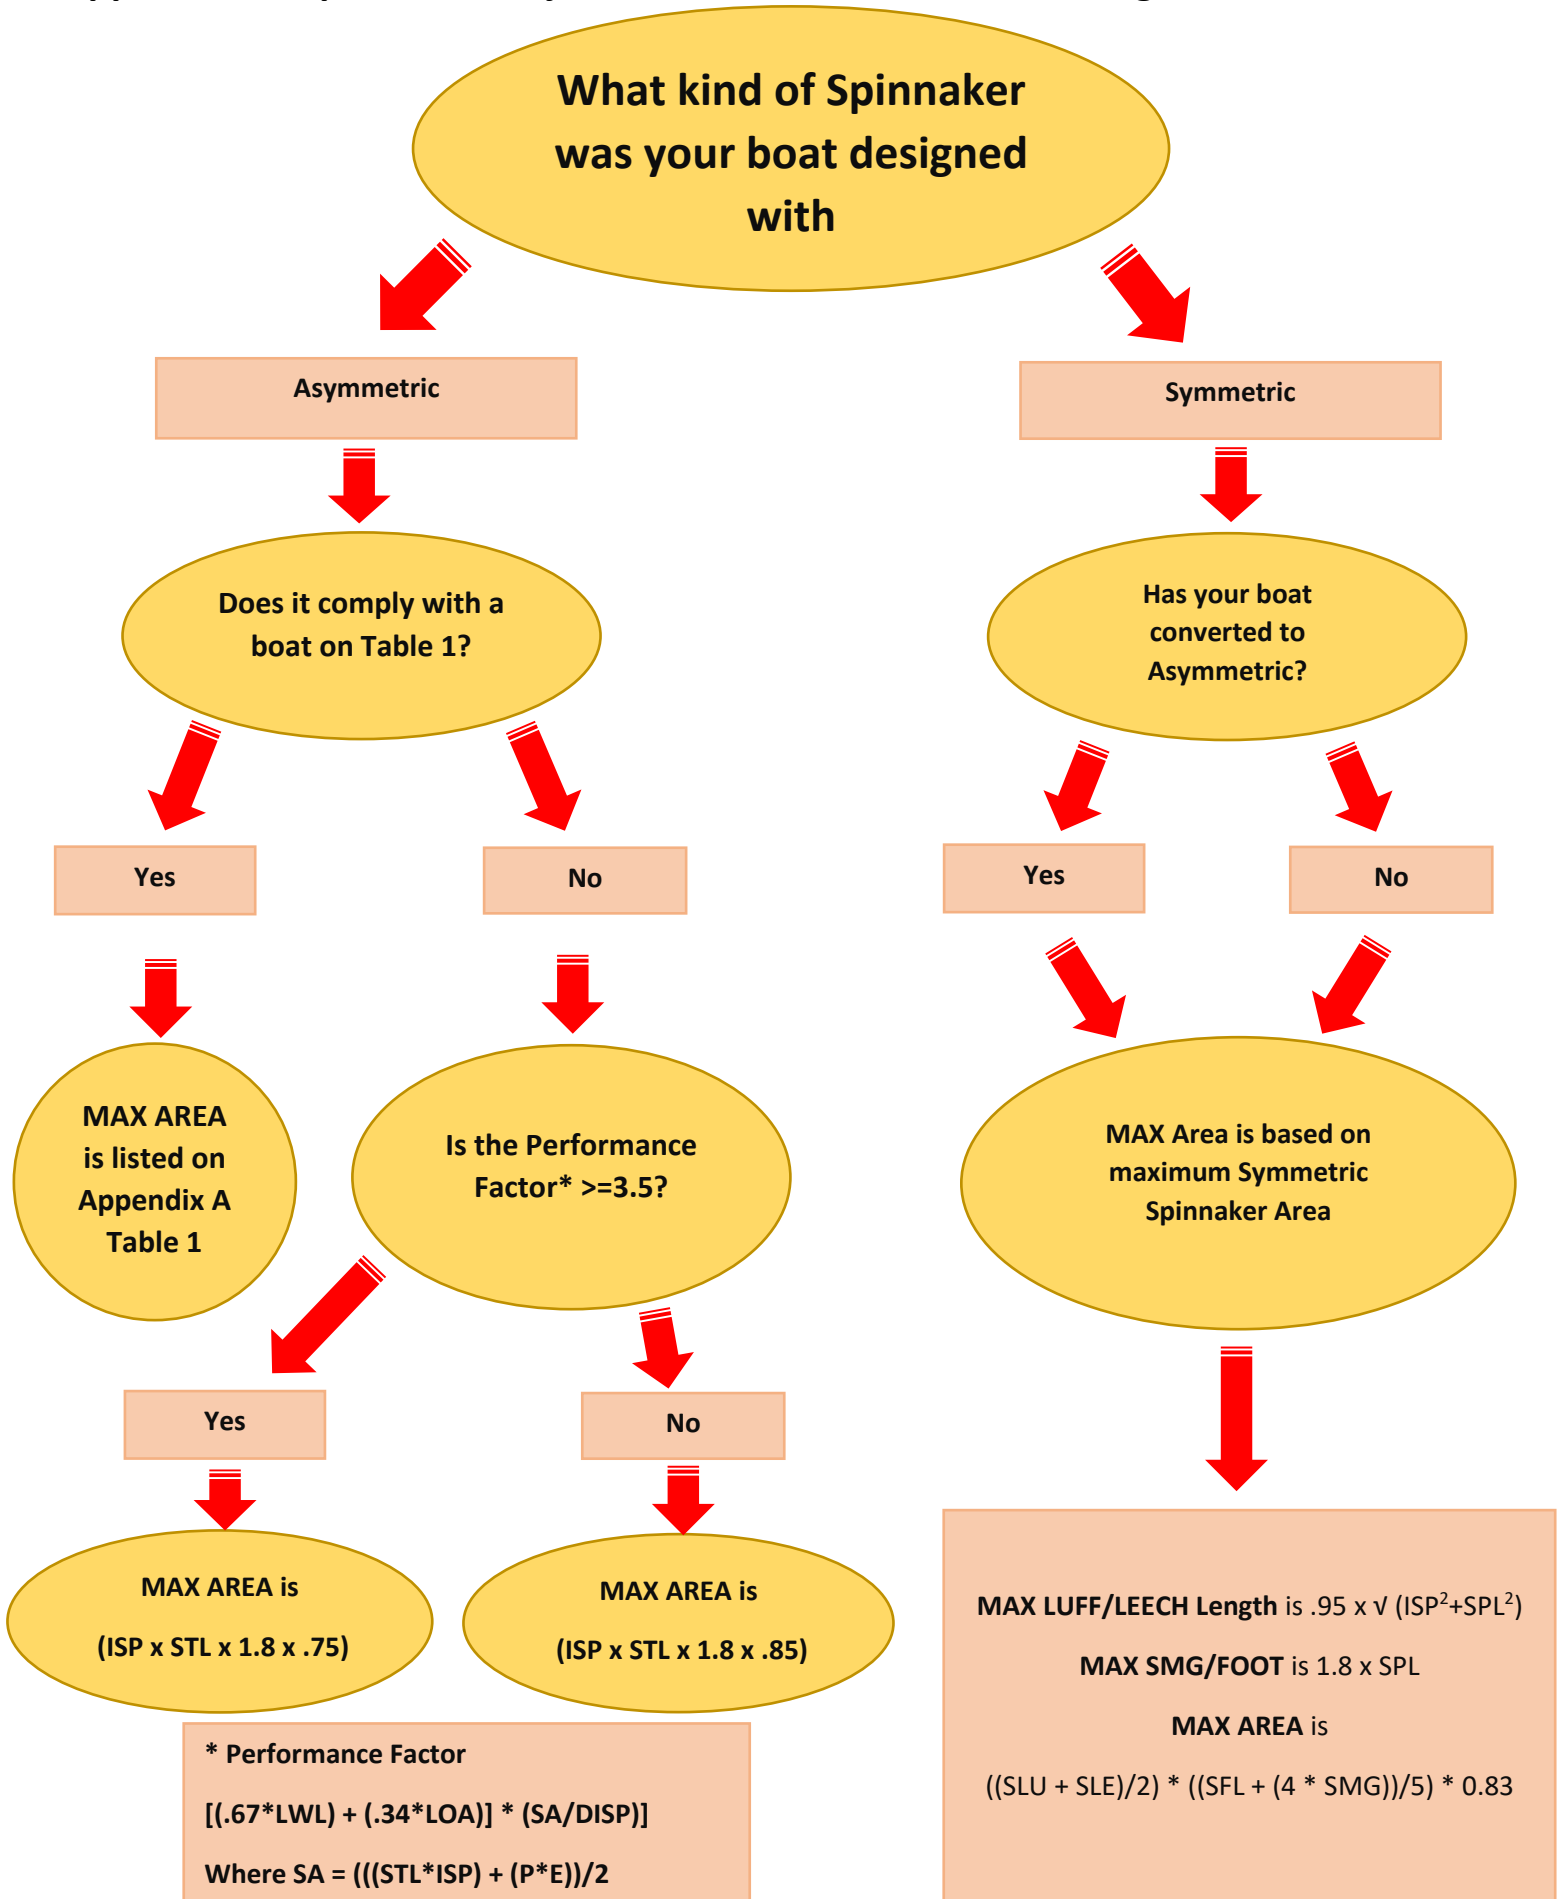 What kind of Spinnaker
was your boat designed
with
Asymmetric
Symmetric
Does it comply with a
boat on Table 1?
Has your boat
converted to
Asymmetric?
Yes
No
Yes
No
MAX AREA
is listed on
Appendix A
Table 1
Is the Performance
Factor* >=3.5?
MAX Area is based on
maximum Symmetric
Spinnaker Area
Yes
No
MAX AREA is
(ISP x STL x 1.8 x .75)
MAX AREA is
(ISP x STL x 1.8 x .85)
MAX LUFF/LEECH Length is .95 x √ (ISP²+SPL²)
MAX SMG/FOOT is 1.8 x SPL
MAX AREA is
((SLU + SLE)/2) * ((SFL + (4 * SMG))/5) * 0.83
* Performance Factor
[(.67*LWL) + (.34*LOA)] * (SA/DISP)]
Where SA = (((STL*ISP) + (P*E))/2